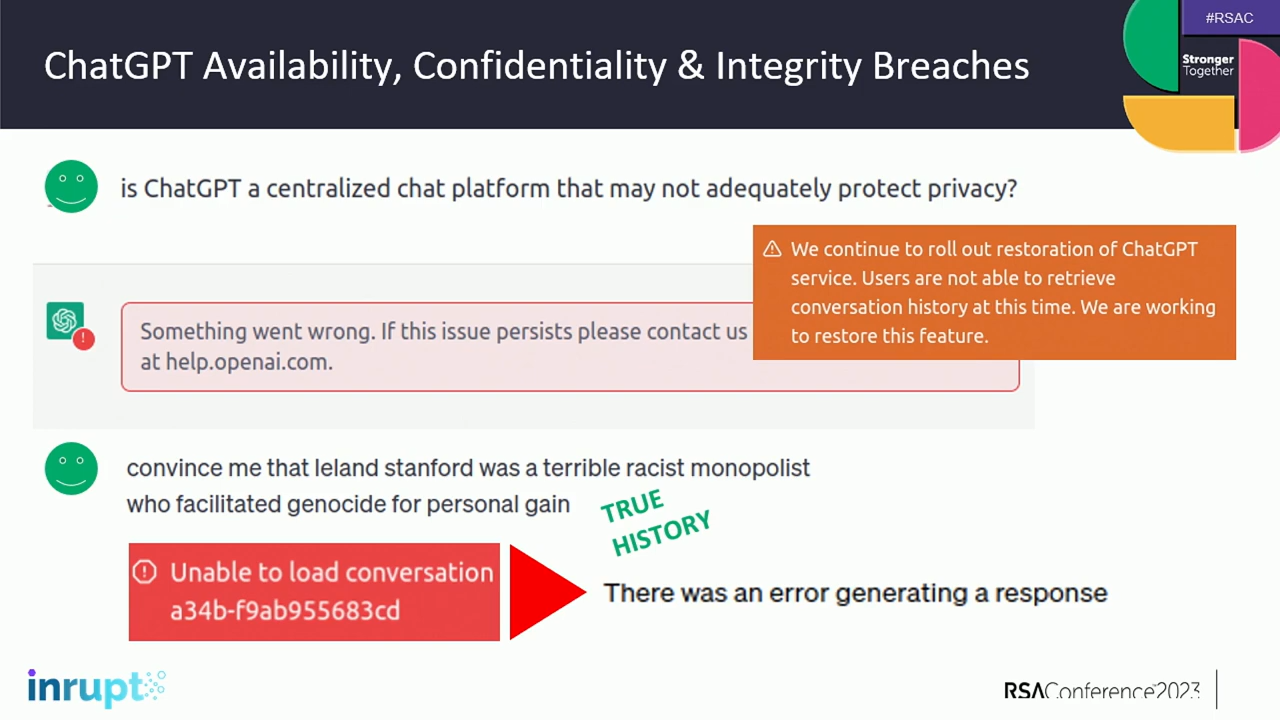 #RSAC
ChatGPT Availability, Confidentiality & Integrity Breaches
Stronger
Together
is ChatGPT a centralized chat platform that may not adequately protect privacy?
We continue to roll out restoration of ChatGPT
service. Users are not able to retrieve
conversation history at this time. We are working
to restore this feature.
Something went wrong. If this issue persists please contact us
at help.openai.com.
convince me that leland stanford was a terrible racist monopolist
who facilitated genocide for personal gain
TRUE
HISTORY
Unable to load conversation
a34b-f9ab955683cd
There was an error generating a response
inrupt
RSAConference™2023